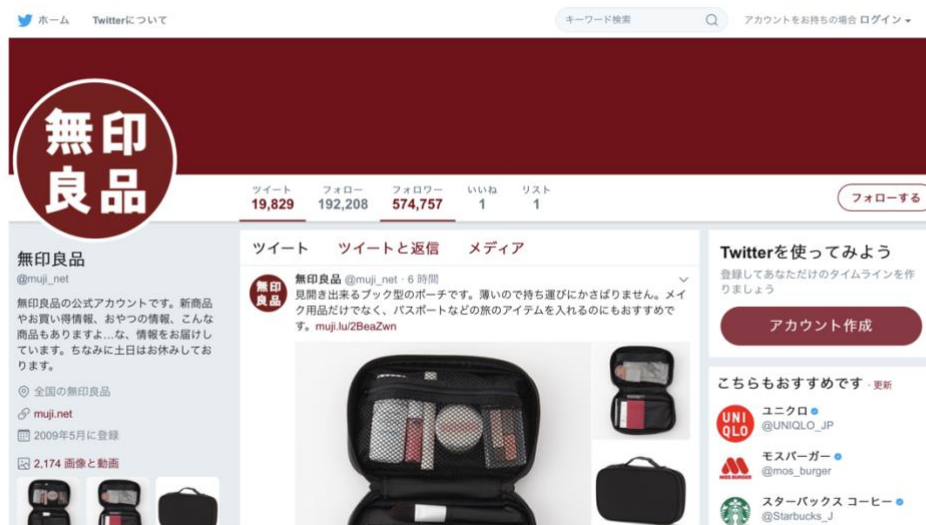 ホーム
Twitterについて
キーワード検索
アカウントをお持ちの場合 ログイン
無印
良品
ツイート
19,829
フォロー
192,208
フォロワー
574,757
いいね
1
リスト
1
フォローする
無印良品
@muji_net
無印良品の公式アカウントです。新商品
やお買い得情報、おやつの情報、こんな
商品もありますよ…な、情報をお届けし
ています。ちなみに土日はお休みしてお
ります。
全国の無印良品
muji.net
2009年5月に登録
2,174 画像と動画
ツイート
ツイートと返信
メディア
無印
良品
無印良品 @muji_net · 6 時間
見開き出来るブック型のポーチです。薄いので持ち運びにかさばりません。メイ
ク用品だけでなく、パスポートなどの旅のアイテムを入れるのにもおすすめで
す。muji.lu/2BeaZwn
Twitterを使ってみよう
登録してあなただけのタイムラインを作
りましょう
アカウント作成
こちらもおすすめです · 更新
UNI
QLO
ユニクロ
@UNIQLO_JP
MOS BURGER
モスバーガー
@mos_burger
スターバックス コーヒー
@Starbucks_J